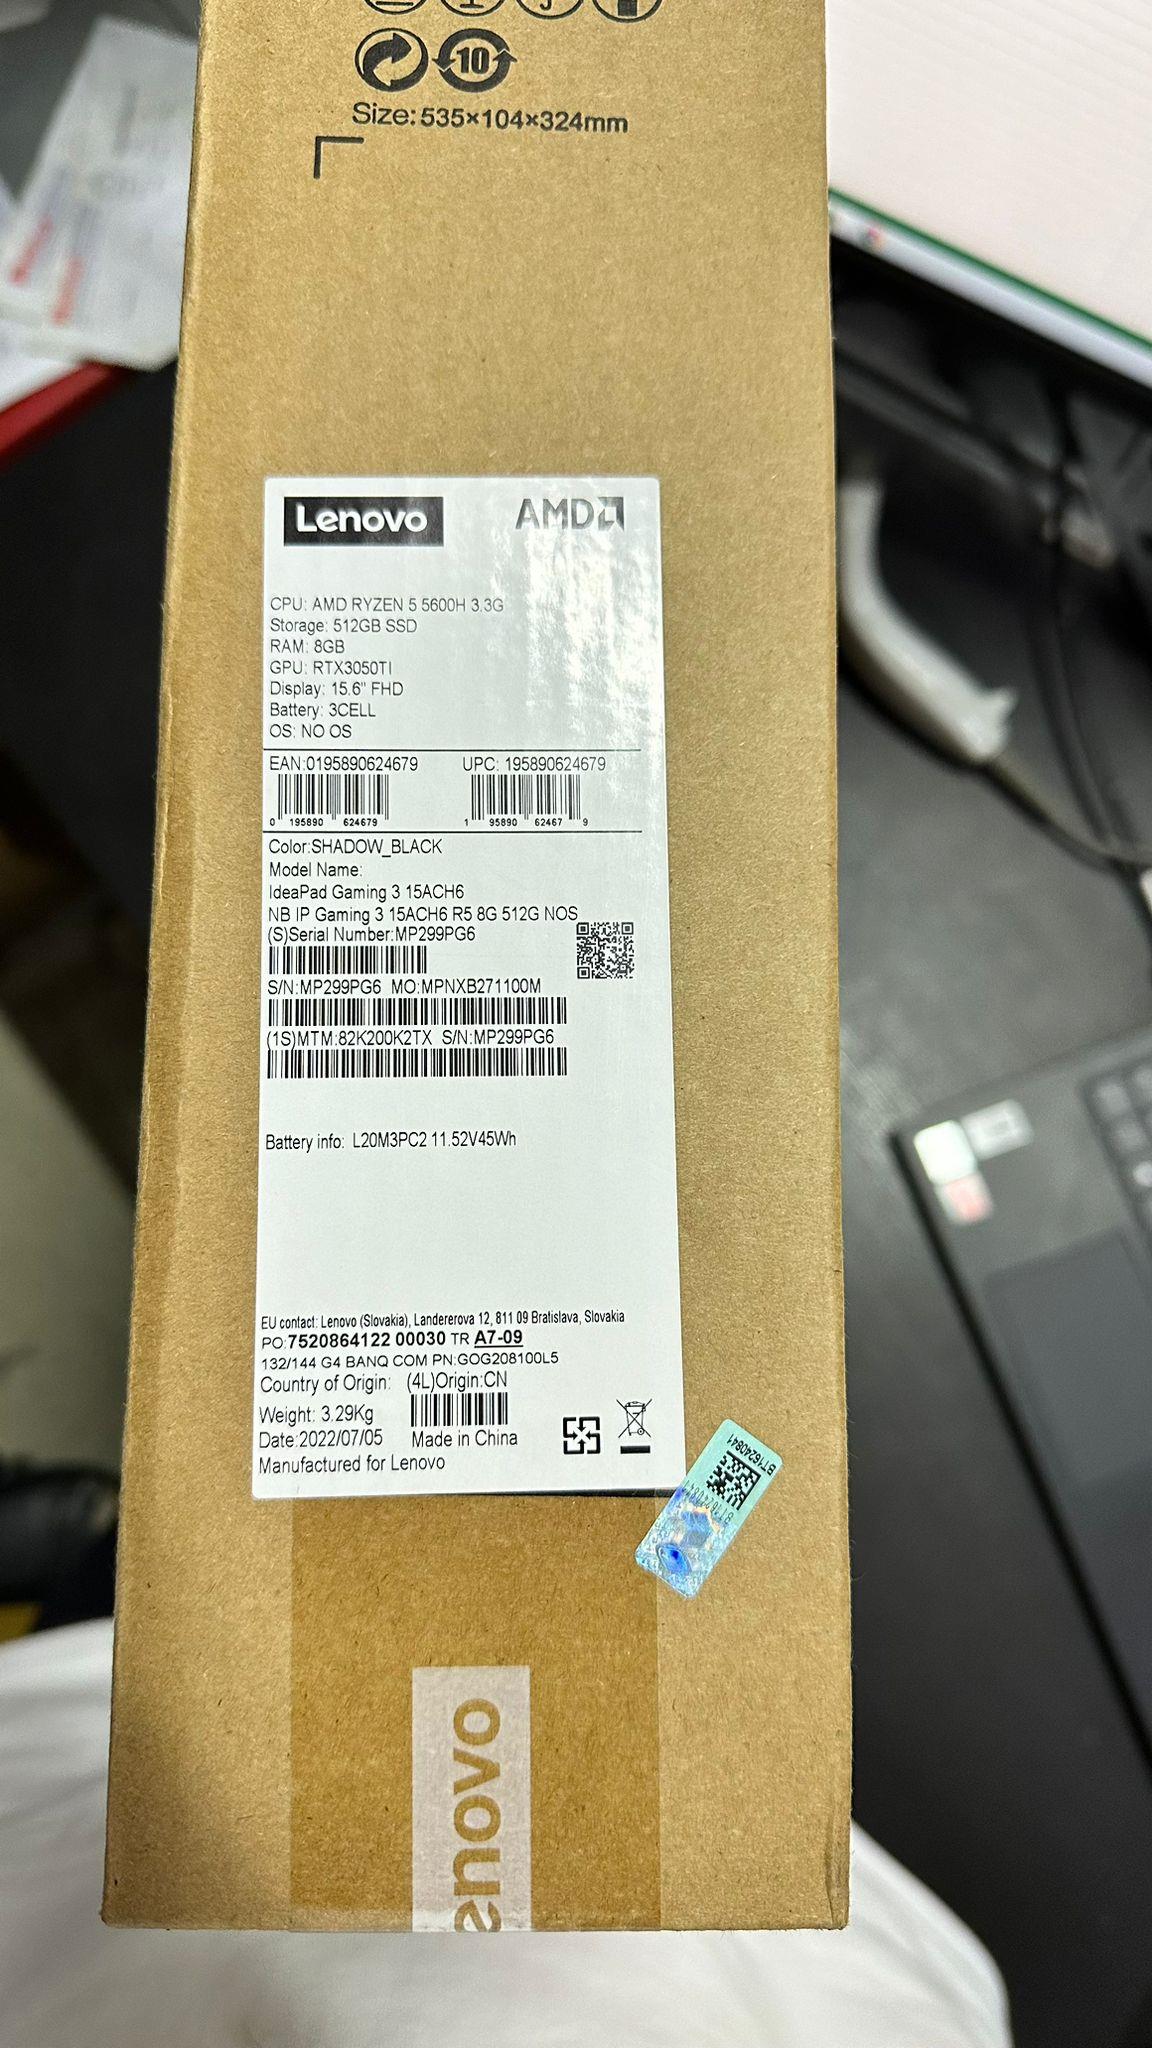 10
Size: 535×104×324mm
Lenovo AMD
CPU: AMD RYZEN 5 5600H 3.3G
Storage: 512GB SSD
RAM: 8GB
GPU: RTX3050TI
Display: 15.6" FHD
Battery: 3CELL
OS: NO OS
EAN:0195890624679 UPC: 195890624679
0 195890 624679 1 95890 62467 9
Color:SHADOW_BLACK
Model Name:
IdeaPad Gaming 3 15ACH6
NB IP Gaming 3 15ACH6 R5 8G 512G NOS
(S)Serial Number:MP299PG6
S/N:MP299PG6 MO:MPNXB271100M
(1S)MTM:82K200K2TX S/N:MP299PG6
Battery info: L20M3PC2 11.52V45Wh
EU contact: Lenovo (Slovakia), Landererova 12, 811 09 Bratislava, Slovakia
PO:7520864122 00030 TR A7-09
132/144 G4 BANQ COM PN:GOG208100L5
Country of Origin: (4L)Origin:CN
Weight: 3.29Kg
Date:2022/07/05 Made in China
Manufactured for Lenovo
BT16240841
enovo